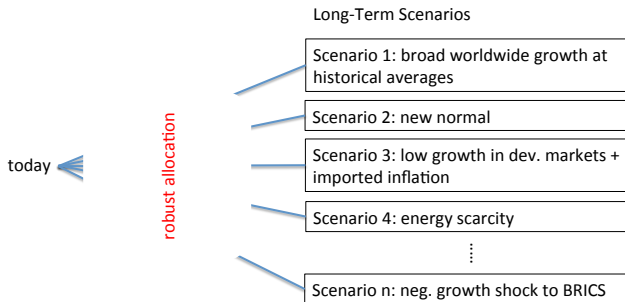 Long-Term Scenarios
Scenario 1: broad worldwide growth at
historical averages
Scenario 2: new normal
today
robust allocation
Scenario 3: low growth in dev. markets +
imported inflation
Scenario 4: energy scarcity
Scenario n: neg. growth shock to BRICS